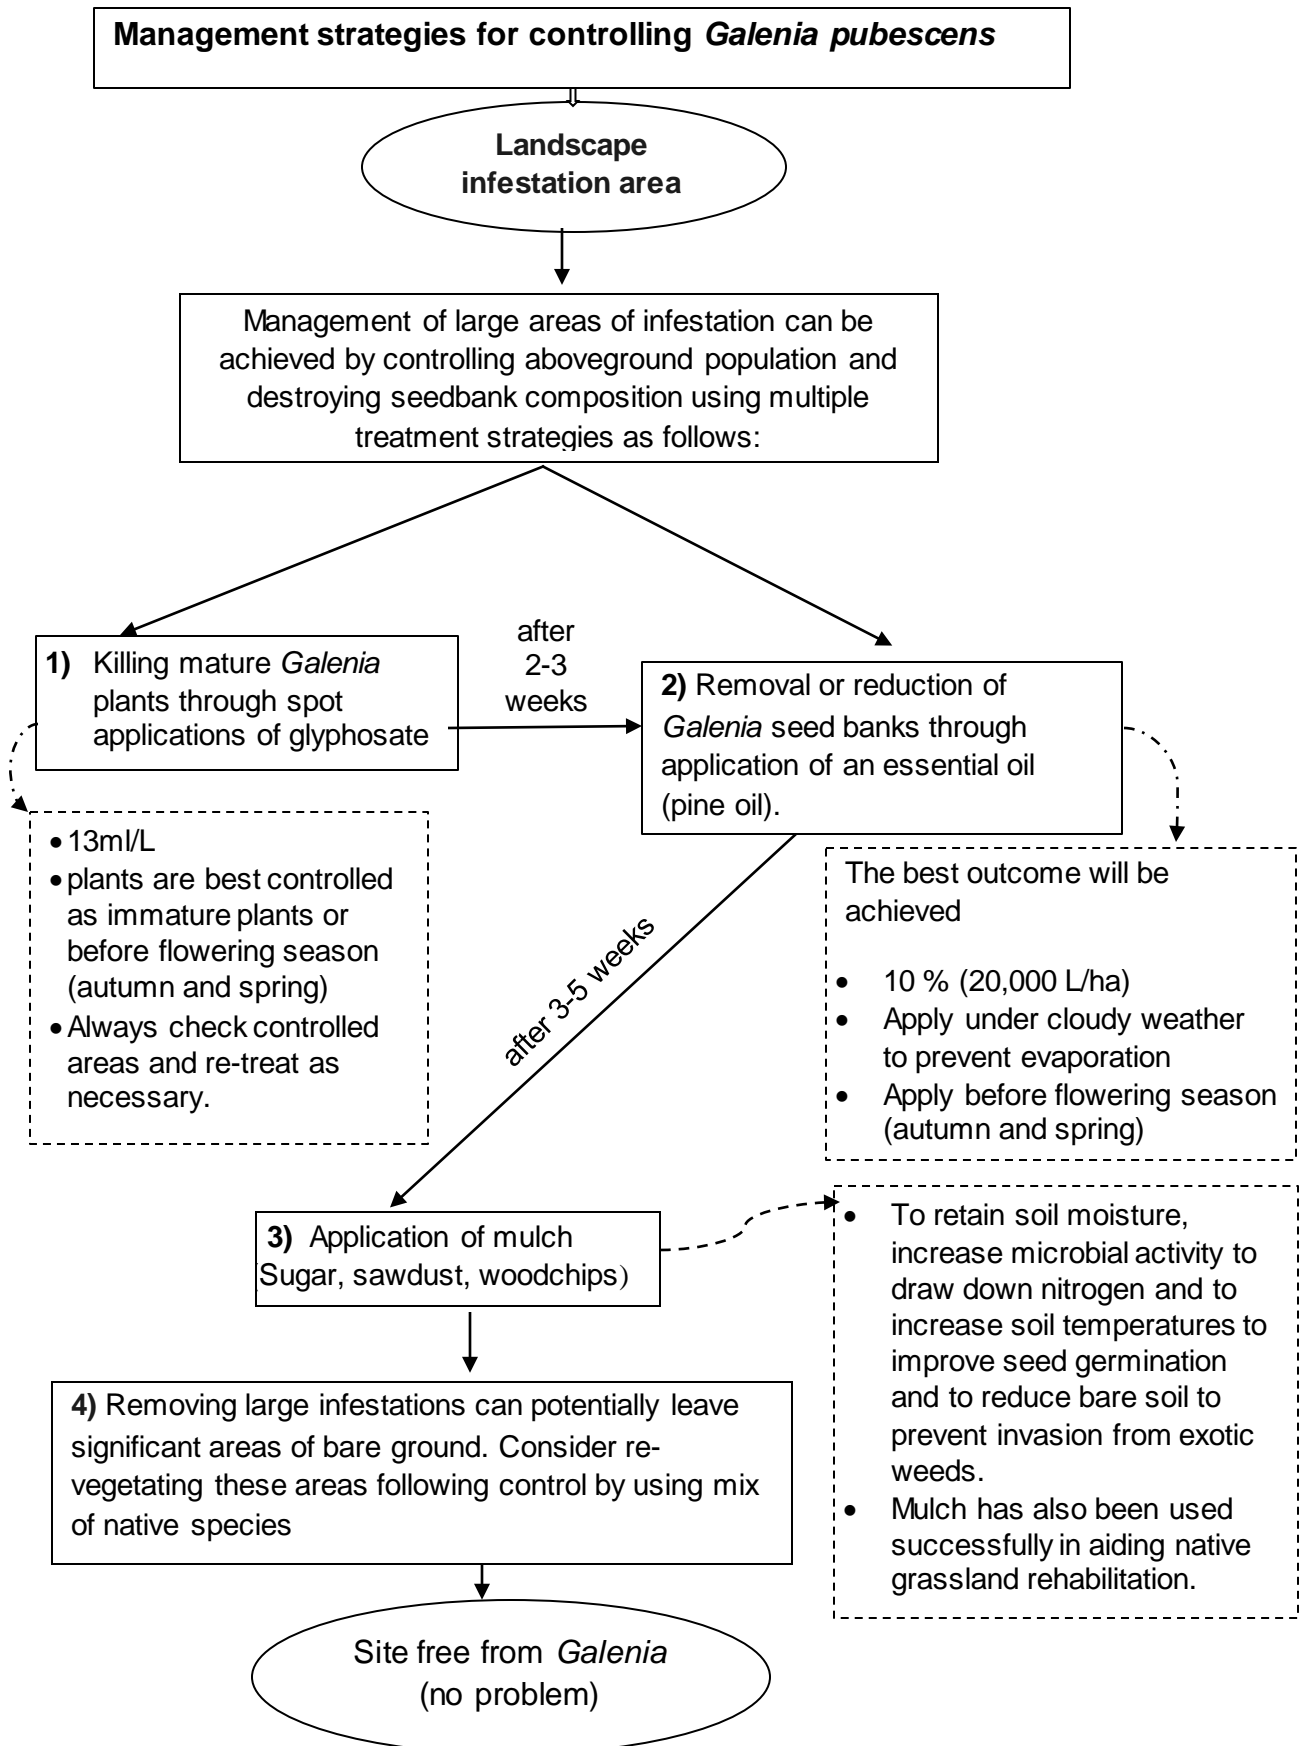 Management strategies for controlling Galenia pubescens
Landscape
infestation area
Management of large areas of infestation can be
achieved by controlling aboveground population and
destroying seedbank composition using multiple
treatment strategies as follows:
1) Killing mature Galenia
plants through spot
applications of glyphosate
after
2-3
weeks
2) Removal or reduction of
Galenia seed banks through
application of an essential oil
(pine oil).
• 13ml/L
• plants are best controlled
as immature plants or
before flowering season
(autumn and spring)
• Always check controlled
areas and re-treat as
necessary.
The best outcome will be
achieved
• 10 % (20,000 L/ha)
• Apply under cloudy weather
to prevent evaporation
• Apply before flowering season
(autumn and spring)
after 3-5 weeks
3) Application of mulch
(Sugar, sawdust, woodchips)
• To retain soil moisture,
increase microbial activity to
draw down nitrogen and to
increase soil temperatures to
improve seed germination
and to reduce bare soil to
prevent invasion from exotic
weeds.
• Mulch has also been used
successfully in aiding native
grassland rehabilitation.
4) Removing large infestations can potentially leave
significant areas of bare ground. Consider re-
vegetating these areas following control by using mix
of native species
Site free from Galenia
(no problem)